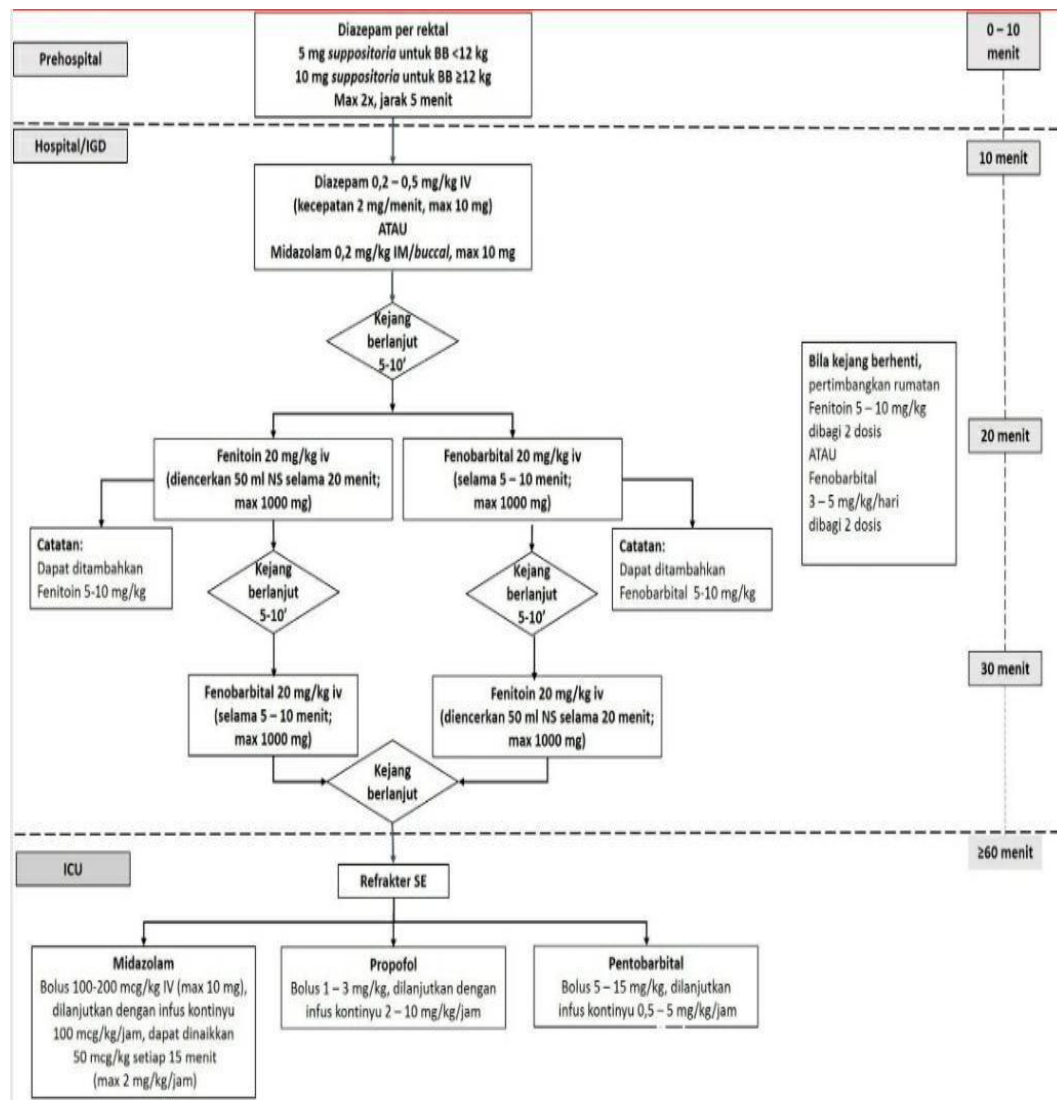 Prehospital
Diazepam per rektal
5 mg suppositoria untuk BB <12 kg
10 mg suppositoria untuk BB ≥12 kg
Max 2x, jarak 5 menit
0 – 10
menit
Hospital/IGD
10 menit
Diazepam 0,2 – 0,5 mg/kg IV
(kecepatan 2 mg/menit, max 10 mg)
ATAU
Midazolam 0,2 mg/kg IM/buccal, max 10 mg
Kejang
berlanjut
5-10'
Bila kejang berhenti,
pertimbangkan rumatan
Fenitoin 5 – 10 mg/kg
dibagi 2 dosis
ATAU
Fenobarbital
3 – 5 mg/kg/hari
dibagi 2 dosis
20 menit
Fenitoin 20 mg/kg iv
(diencerkan 50 ml NS selama 20 menit;
max 1000 mg)
Fenobarbital 20 mg/kg iv
(selama 5 – 10 menit;
max 1000 mg)
Catatan:
Dapat ditambahkan
Fenitoin 5-10 mg/kg
Kejang
berlanjut
5-10'
Kejang
berlanjut
5-10'
Catatan:
Dapat ditambahkan
Fenobarbital 5-10 mg/kg
30 menit
Fenobarbital 20 mg/kg iv
(selama 5 – 10 menit;
max 1000 mg)
Fenitoin 20 mg/kg iv
(diencerkan 50 ml NS selama 20 menit;
max 1000 mg)
Kejang
berlanjut
≥60 menit
ICU
Refrakter SE
Midazolam
Bolus 100-200 mcg/kg IV (max 10 mg),
dilanjutkan dengan infus kontinyu
100 mcg/kg/jam, dapat dinaikkan
50 mcg/kg setiap 15 menit
(max 2 mg/kg/jam)
Propofol
Bolus 1 – 3 mg/kg, dilanjutkan dengan
infus kontinyu 2 – 10 mg/kg/jam
Pentobarbital
Bolus 5 – 15 mg/kg, dilanjutkan
infus kontinyu 0,5 – 5 mg/kg/jam